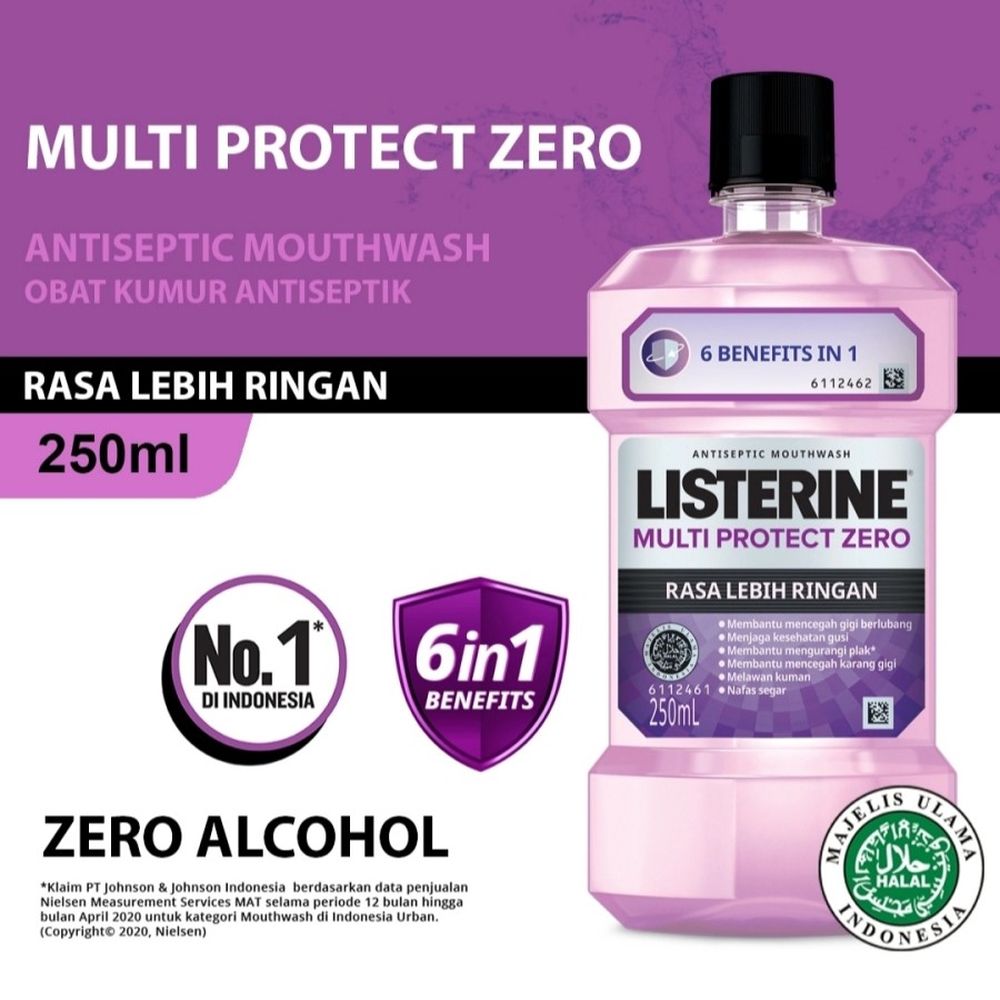 MULTI PROTECT ZERO
ANTISEPTIC MOUTHWASH
OBAT KUMUR ANTISEPTIK
RASA LEBIH RINGAN
250ml
6 BENEFITS IN 1
6112462
ANTISEPTIC MOUTHWASH
LISTERINE®
MULTI PROTECT ZERO
RASA LEBIH RINGAN
• Membantu mencegah gigi berlubang
• Menjaga kesehatan gusi
• Membantu mengurangi plak*
• Membantu mencegah karang gigi
• Melawan kuman
• Nafas segar
6112461
250mL
No.1*
DI INDONESIA
6in1
BENEFITS
ZERO ALCOHOL
*Klaim PT Johnson & Johnson Indonesia berdasarkan data penjualan
Nielsen Measurement Services MAT selama periode 12 bulan hingga
bulan April 2020 untuk kategori Mouthwash di Indonesia Urban.
(Copyright© 2020, Nielsen)
MAJELIS ULAMA
حلال
HALAL
INDONESIA